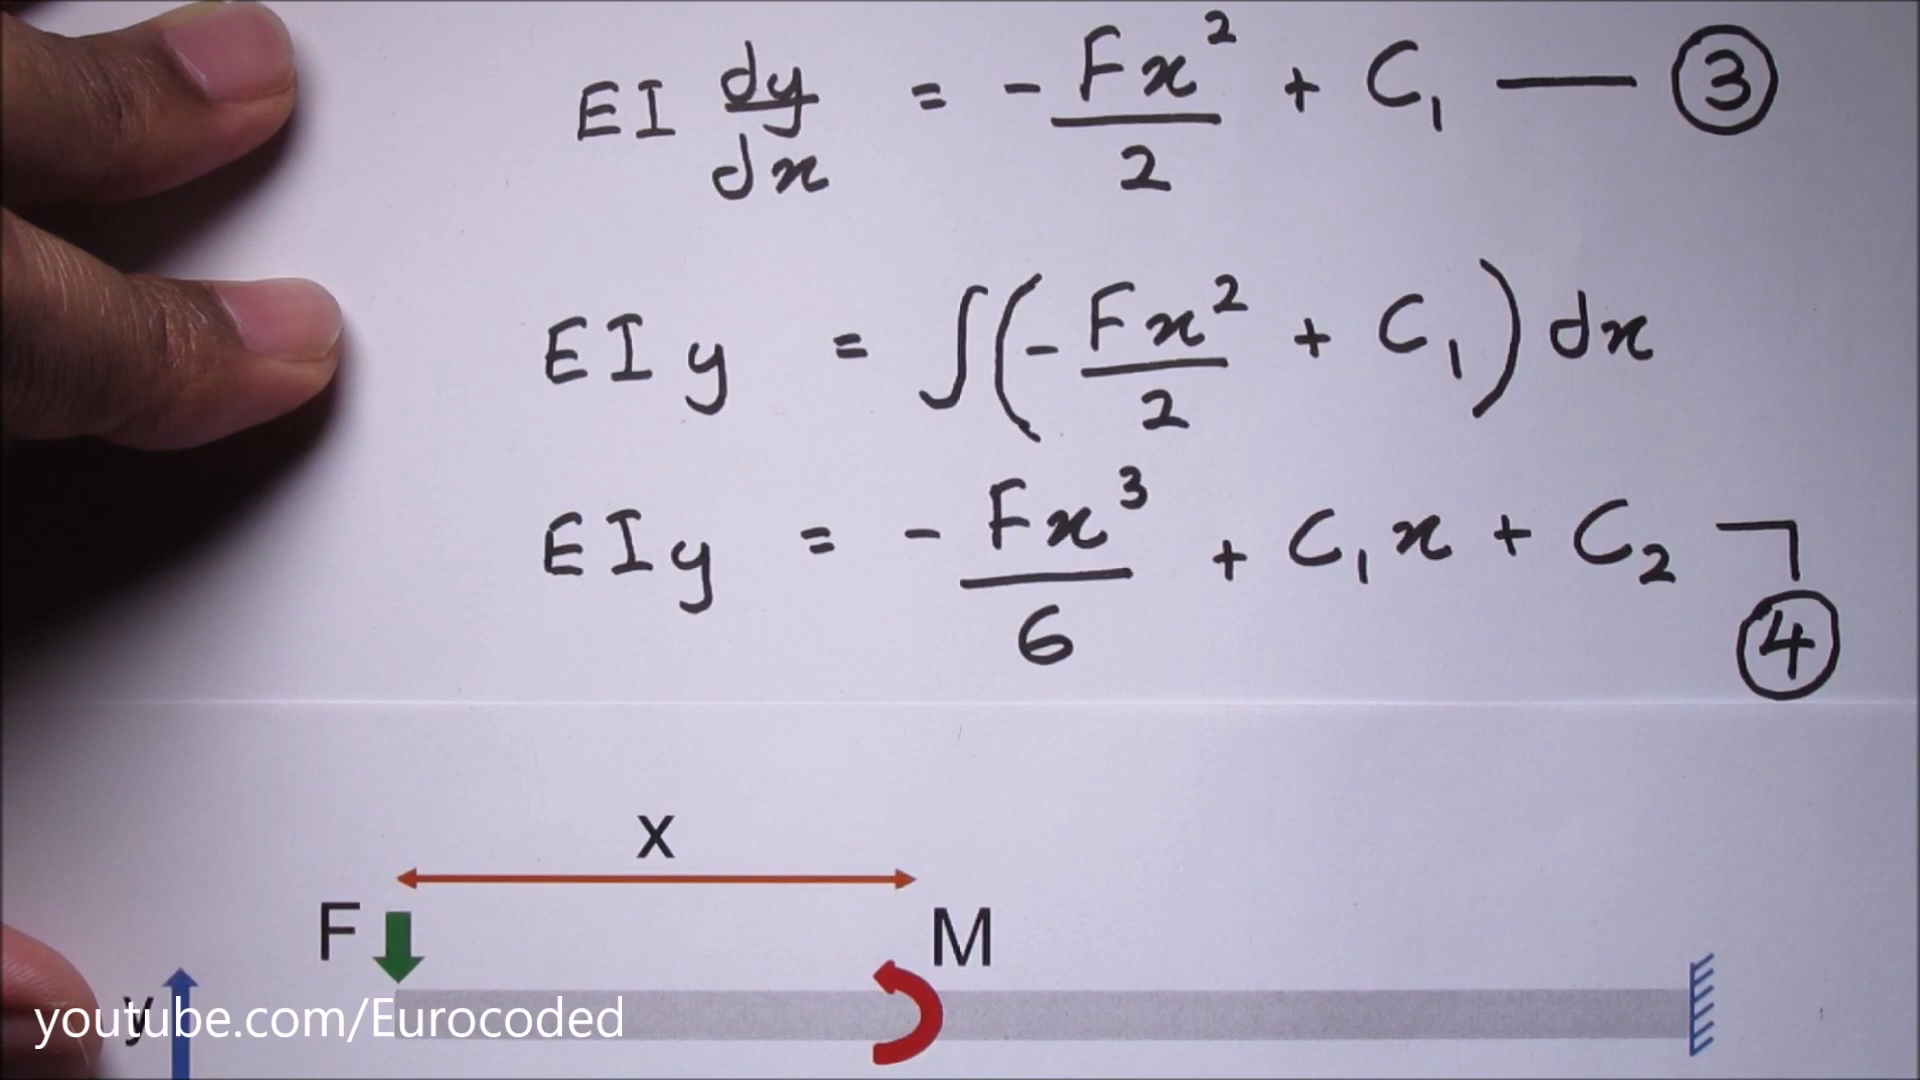 EI dy/dx = - Fx²/2 + C₁ — ③
EIy = ∫(- Fx²/2 + C₁) dx
EIy = - Fx³/6 + C₁x + C₂ ¬ ④
x
F M
y
youtube.com/Eurocoded